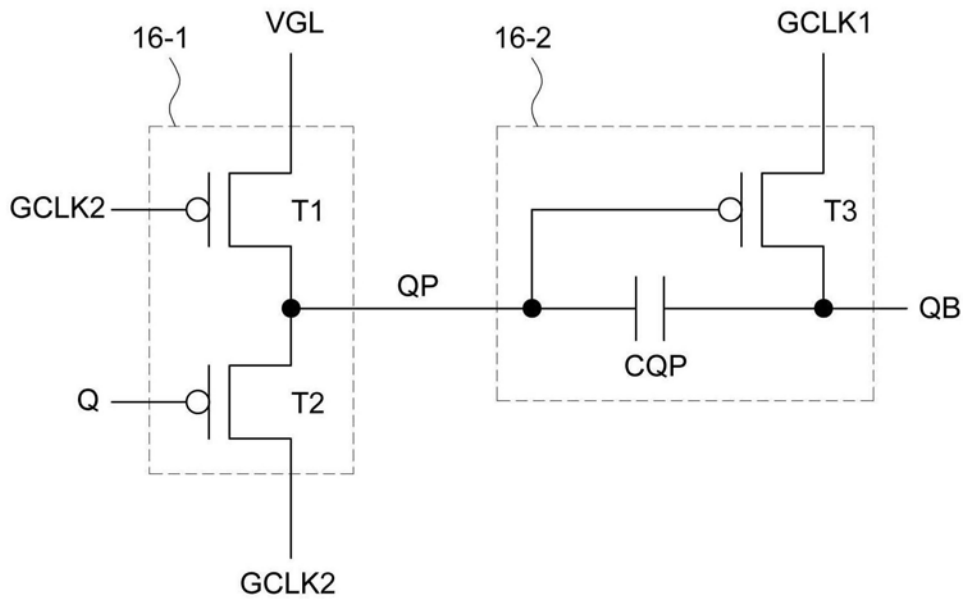 16-1
VGL
16-2
GCLK1
GCLK2
T1
T3
QP
QB
CQP
Q
T2
GCLK2